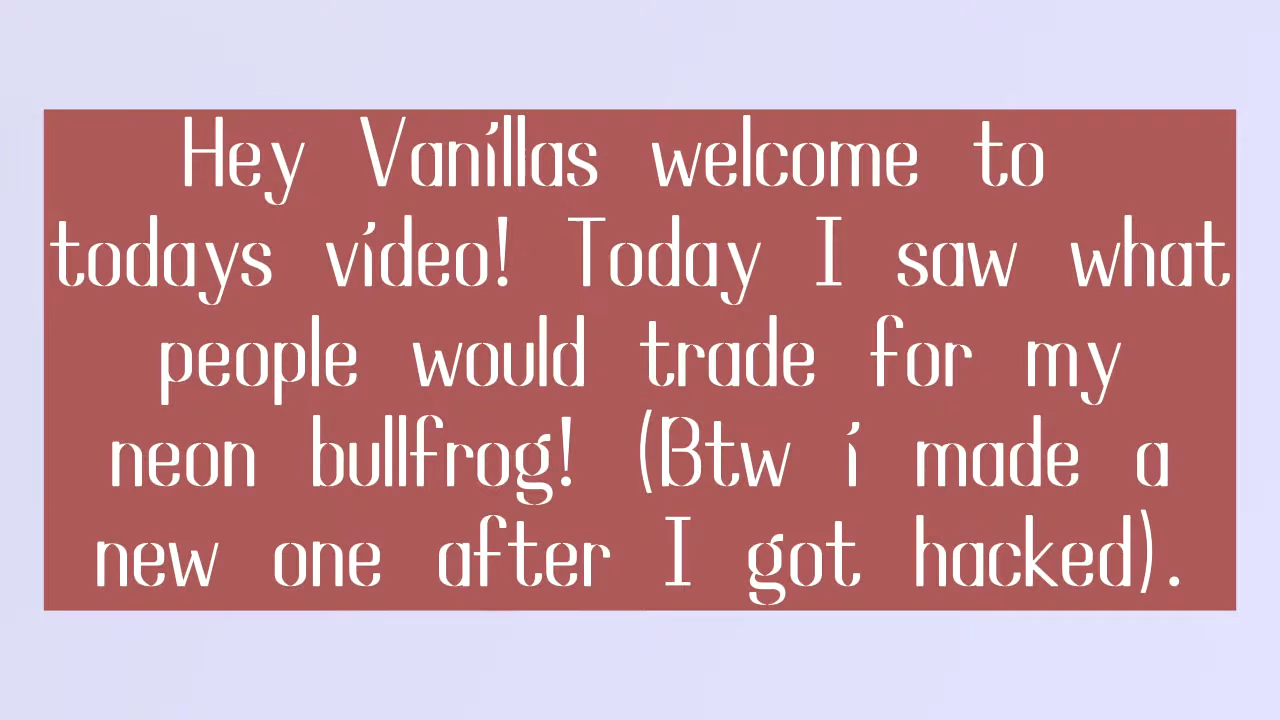 Hey Vanillas welcome to
todays video! Today I saw what
people would trade for my
neon bullfrog! (Btw i made a
new one after I got hacked).